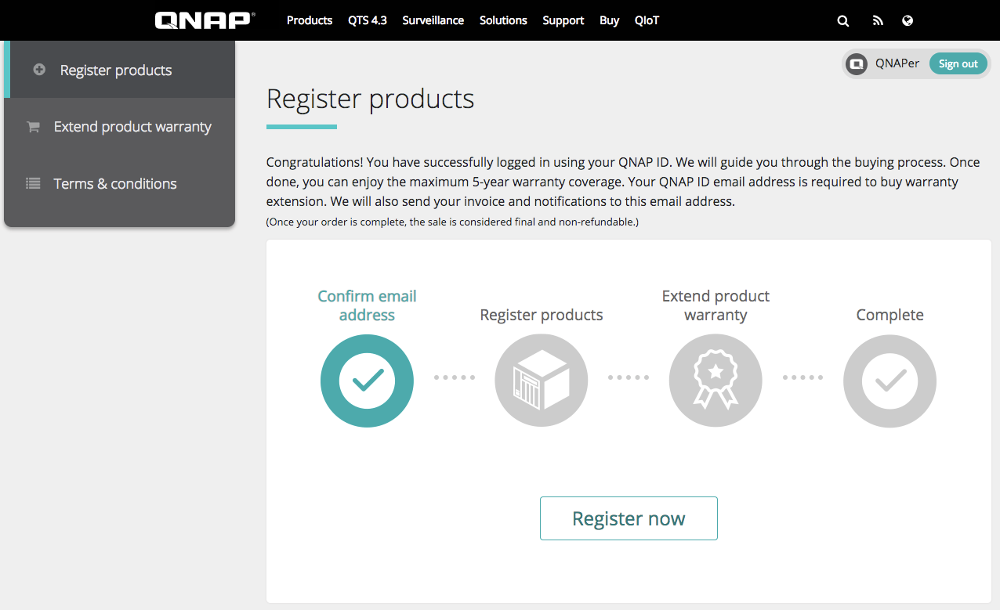 QNAP®
Products QTS 4.3 Surveillance Solutions Support Buy QIoT
Register products
Extend product warranty
Terms & conditions
QNAPer Sign out
Register products
Congratulations! You have successfully logged in using your QNAP ID. We will guide you through the buying process. Once
done, you can enjoy the maximum 5-year warranty coverage. Your QNAP ID email address is required to buy warranty
extension. We will also send your invoice and notifications to this email address.
(Once your order is complete, the sale is considered final and non-refundable.)
Confirm email
address
Register products
Extend product
warranty
Complete
Register now